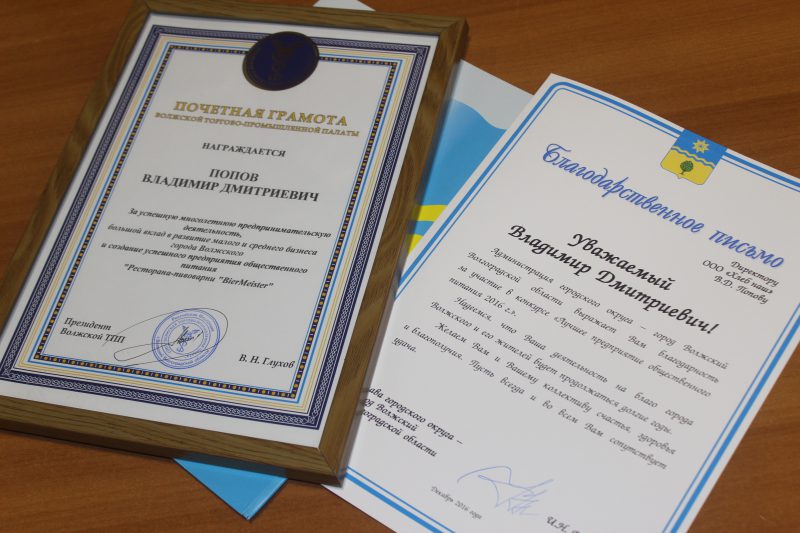 ПОЧЕТНАЯ ГРАМОТА
ВОЛЖСКОЙ ТОРГОВО-ПРОМЫШЛЕННОЙ ПАЛАТЫ
НАГРАЖДАЕТСЯ
ПОПОВ
ВЛАДИМИР ДМИТРИЕВИЧ
За успешную многолетнюю предпринимательскую
деятельность,
большой вклад в развитие малого и среднего бизнеса
города Волжского
и создание успешного предприятия общественного
питания
"Ресторана-пивоварни "BierMeister"
Президент
Волжской ТПП
В. Н. Глухов
Благодарственное письмо
Директору
ООО «Хлеб наш»
В.Д. Попову
Уважаемый
Владимир Дмитриевич!
Администрация городского округа – город Волжский
Волгоградской области выражает Вам благодарность
за участие в конкурсе «Лучшее предприятие общественного
питания 2016 г.».
Надеемся, что Ваша деятельность на благо города
Волжского и его жителей будет продолжаться долгие годы.
Желаем Вам и Вашему коллективу счастья, здоровья
и благополучия. Пусть всегда и во всем Вам сопутствует
удача.
ава городского округа –
од Волжский
гоградской области
Декабрь 2016 года
И.Н.